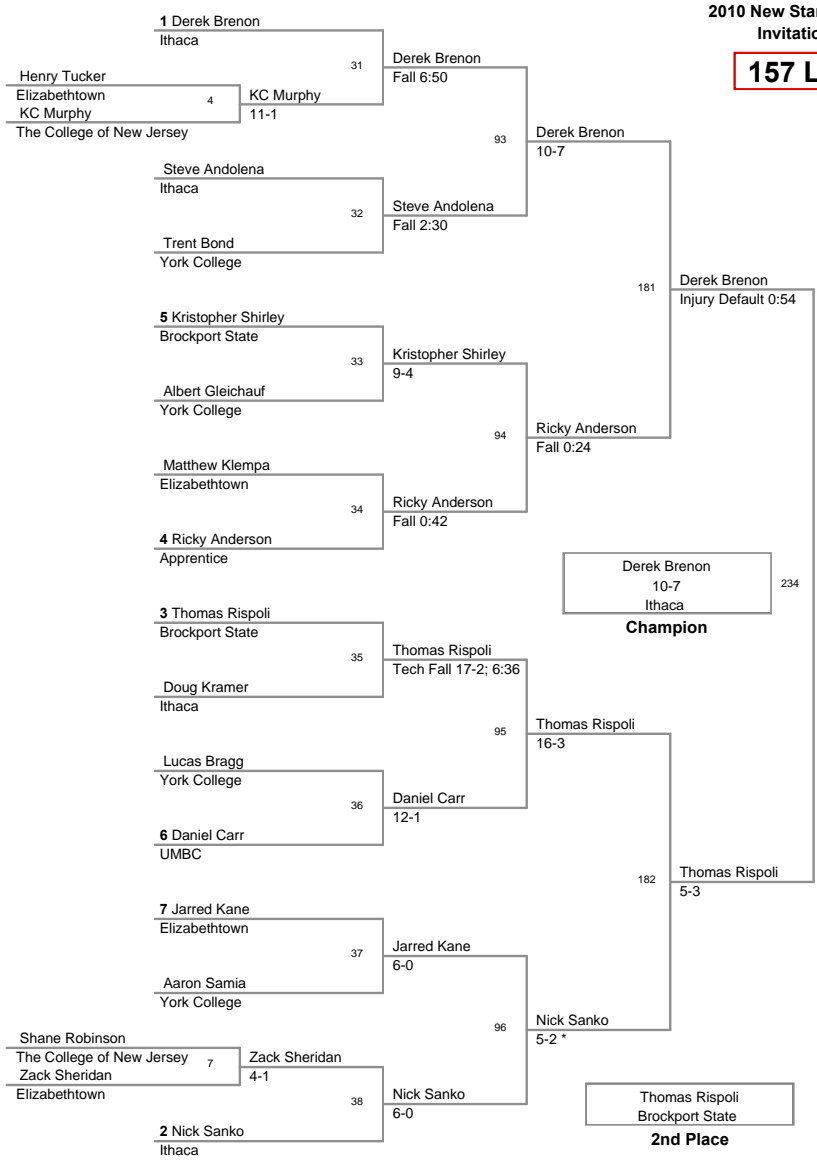 2010 New Star
Invitatio
157 L
1 Derek Brenon
Ithaca
31
Derek Brenon
Fall 6:50
Henry Tucker
Elizabethtown
4
KC Murphy
The College of New Jersey
KC Murphy
11-1
93
Derek Brenon
10-7
Steve Andolena
Ithaca
32
Steve Andolena
Fall 2:30
Trent Bond
York College
181
Derek Brenon
Injury Default 0:54
5 Kristopher Shirley
Brockport State
33
Kristopher Shirley
9-4
Albert Gleichauf
York College
94
Ricky Anderson
Fall 0:24
Matthew Klempa
Elizabethtown
34
Ricky Anderson
Fall 0:42
4 Ricky Anderson
Apprentice
Derek Brenon
10-7
Ithaca
234
Champion
3 Thomas Rispoli
Brockport State
35
Thomas Rispoli
Tech Fall 17-2; 6:36
Doug Kramer
Ithaca
95
Thomas Rispoli
16-3
Lucas Bragg
York College
36
Daniel Carr
12-1
6 Daniel Carr
UMBC
182
Thomas Rispoli
5-3
7 Jarred Kane
Elizabethtown
37
Jarred Kane
6-0
Aaron Samia
York College
96
Nick Sanko
5-2 *
Shane Robinson
The College of New Jersey
7
Zack Sheridan
Elizabethtown
Zack Sheridan
4-1
38
Nick Sanko
6-0
2 Nick Sanko
Ithaca
Thomas Rispoli
Brockport State
2nd Place